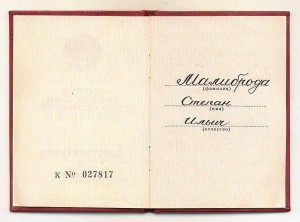 К № 027817
Малиброда
(фамилия)
Степан
(имя)
Ильич
(отчество)